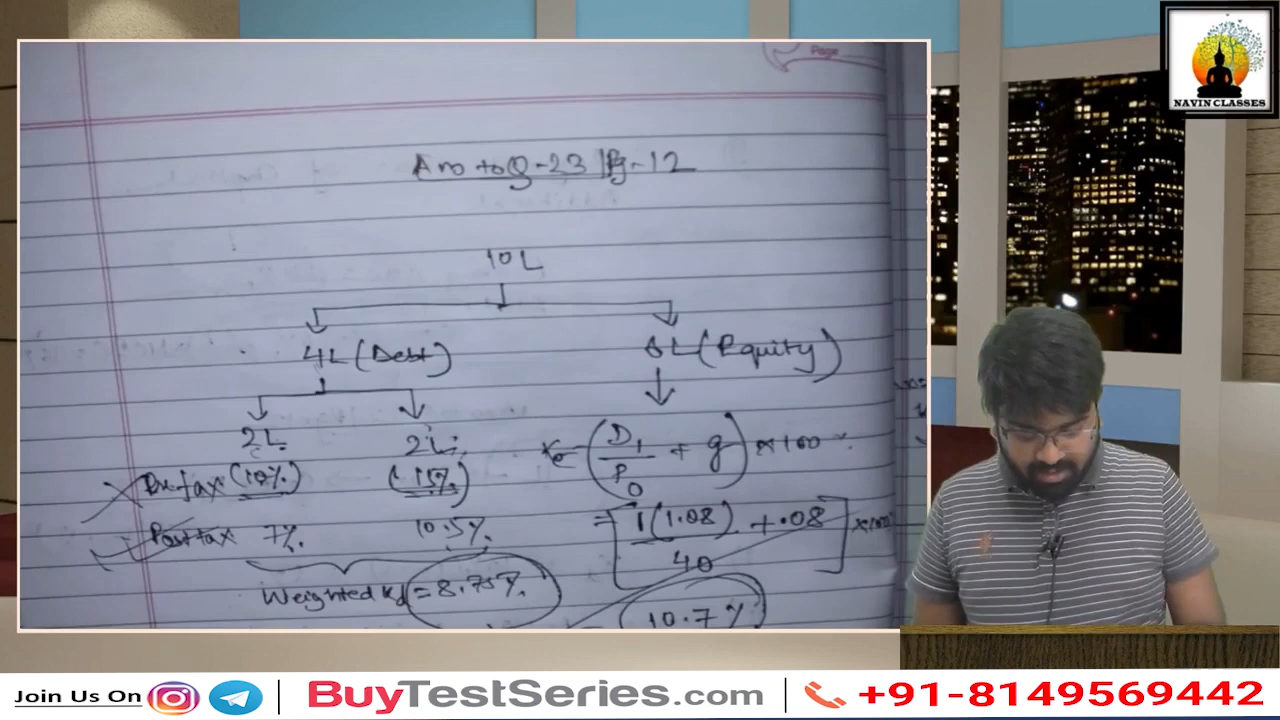 Page
NAVIN CLASSES
Ans to Q-23 | Pg-12
10L
4L (Debt) 6L (Equity)
2L 2L
Pre tax (10%) (15%)
Ke = (D1/P0 + g) × 100
Post tax 7%. 10.5%.
= [1(1.08)/40 + .08] × 100
Weighted Kd = 8.75%.
10.7%
Join Us On BuyTestSeries.com +91-8149569442